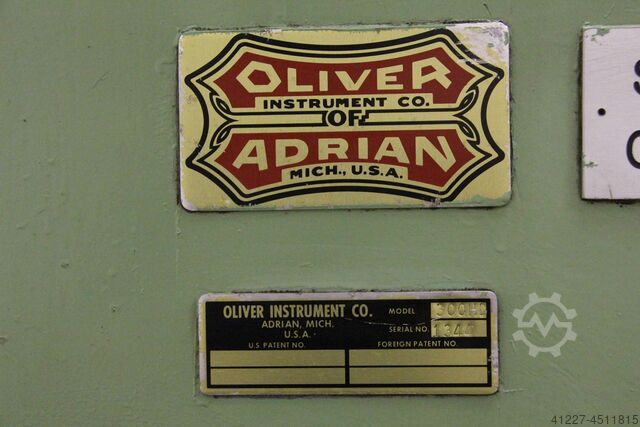 OLIVER
INSTRUMENT CO.
OF
ADRIAN
MICH., U.S.A.
S
OLIVER INSTRUMENT CO.
ADRIAN, MICH.
U.S.A.
MODEL
SERIAL NO.
U.S. PATENT NO.
FOREIGN PATENT NO.
41227-4511815